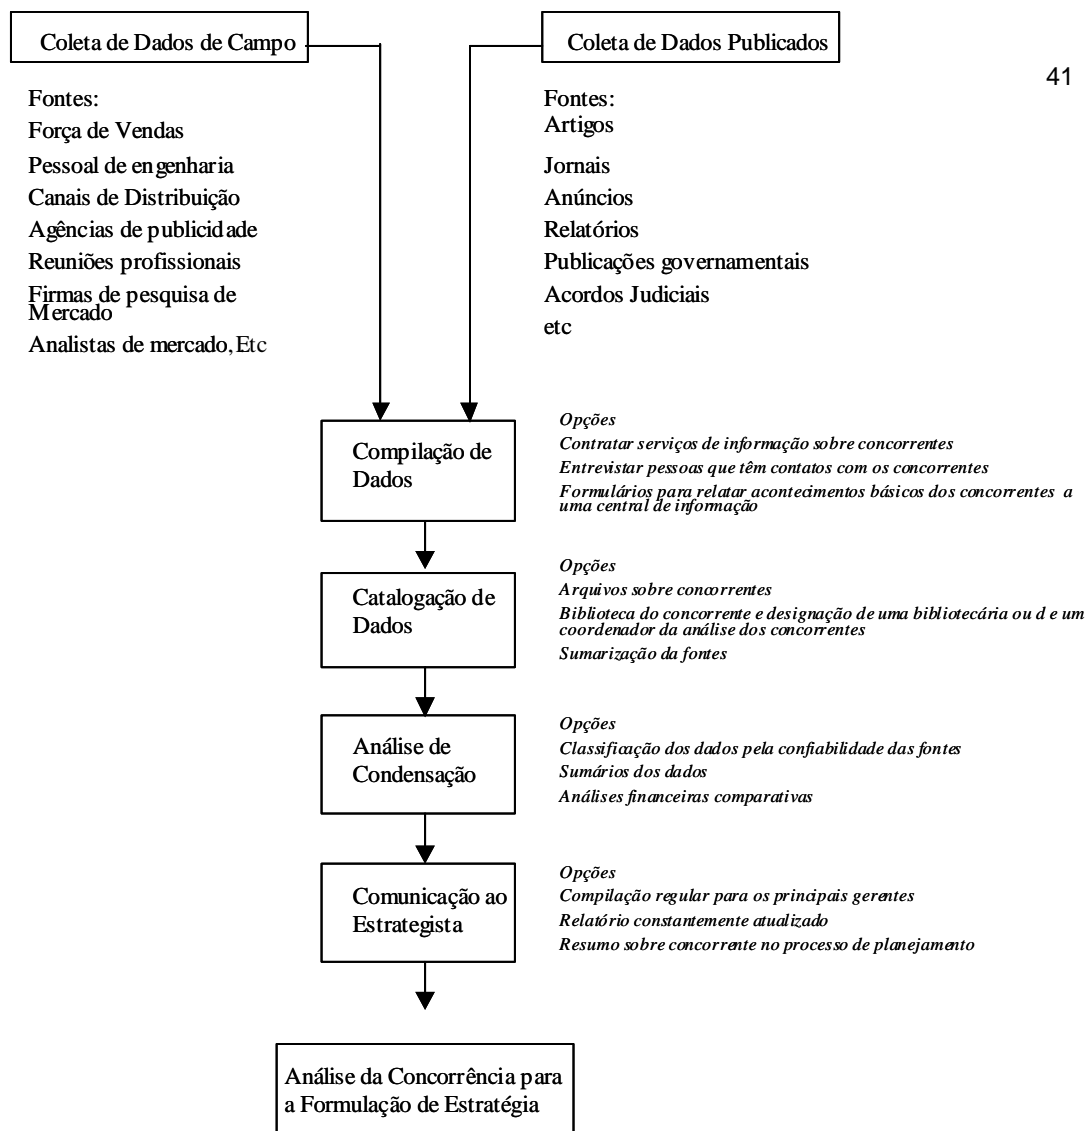 Coleta de Dados de Campo
Coleta de Dados Publicados
41
Fontes:
Força de Vendas
Pessoal de engenharia
Canais de Distribuição
Agências de publicidade
Reuniões profissionais
Firmas de pesquisa de
Mercado
Analistas de mercado, Etc
Fontes:
Artigos
Jornais
Anúncios
Relatórios
Publicações governamentais
Acordos Judiciais
etc
Compilação de
Dados
Opções
Contratar serviços de informação sobre concorrentes
Entrevistar pessoas que têm contatos com os concorrentes
Formulários para relatar acontecimentos básicos dos concorrentes a
uma central de informação
Catalogação de
Dados
Opções
Arquivos sobre concorrentes
Biblioteca do concorrente e designação de uma bibliotecária ou d e um
coordenador da análise dos concorrentes
Sumarização da fontes
Análise de
Condensação
Opções
Classificação dos dados pela confiabilidade das fontes
Sumários dos dados
Análises financeiras comparativas
Comunicação ao
Estrategista
Opções
Compilação regular para os principais gerentes
Relatório constantemente atualizado
Resumo sobre concorrente no processo de planejamento
Análise da Concorrência para
a Formulação de Estratégia